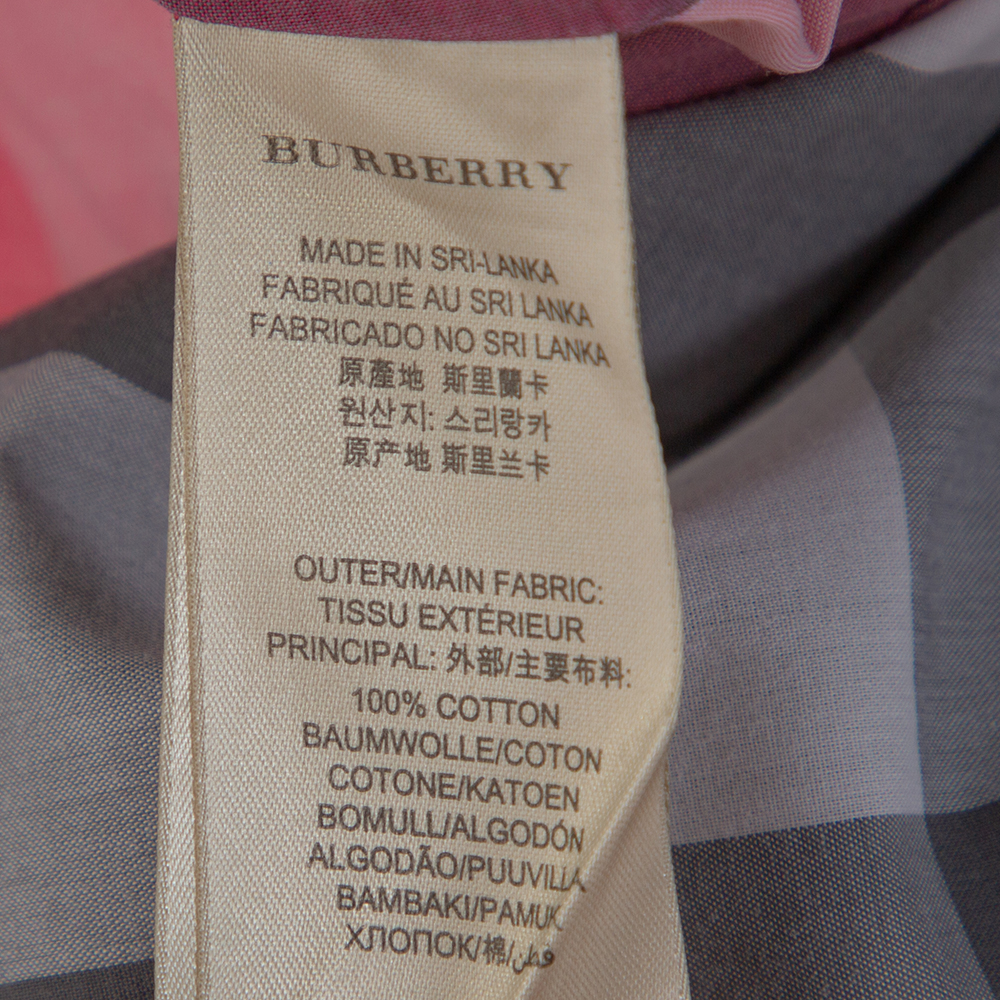 BURBERRY
MADE IN SRI-LANKA
FABRIQUÉ AU SRI LANKA
FABRICADO NO SRI LANKA
原產地 斯里蘭卡
원산지: 스리랑카
原产地 斯里兰卡
OUTER/MAIN FABRIC:
TISSU EXTÉRIEUR
PRINCIPAL: 外部/主要布料:
100% COTTON
BAUMWOLLE/COTON
COTONE/KATOEN
BOMULL/ALGODÓN
ALGODÃO/PUUVILLA
BAMBAKI/PAMUK
ХЛОПОК/棉/قطن